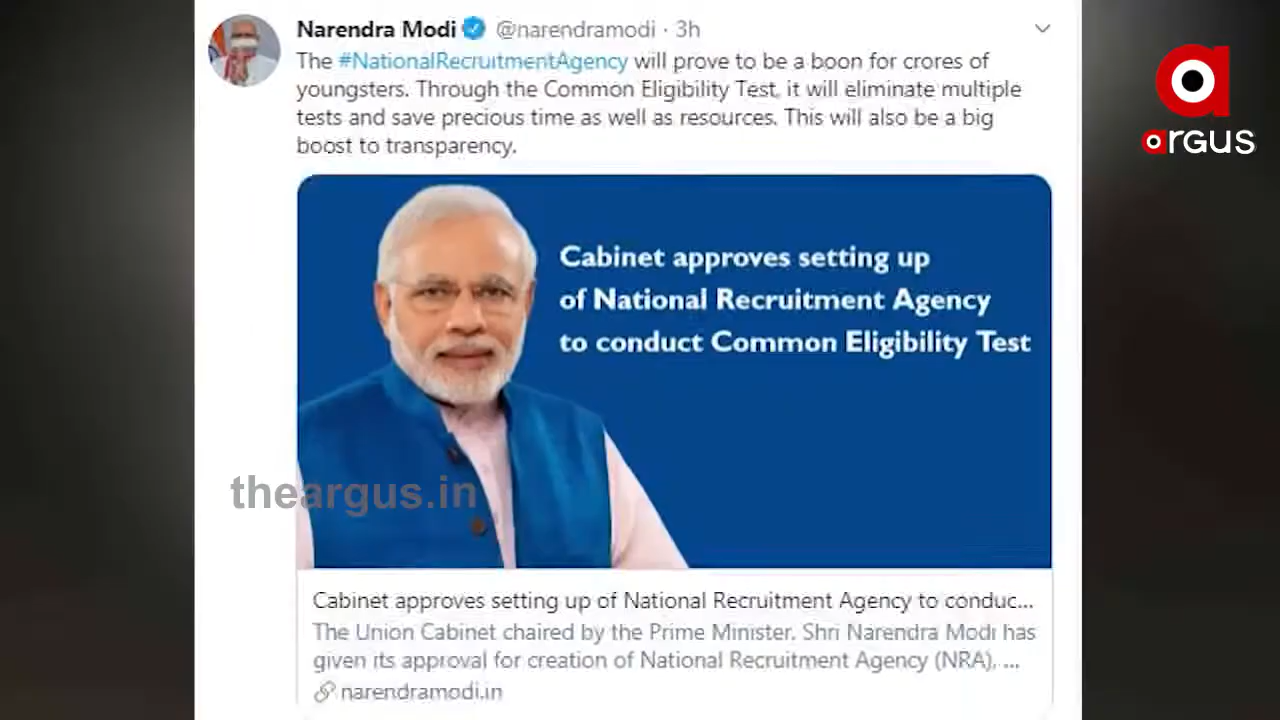 Narendra Modi @narendramodi · 3h
The #NationalRecruitmentAgency will prove to be a boon for crores of
youngsters. Through the Common Eligibility Test, it will eliminate multiple
tests and save precious time as well as resources. This will also be a big
boost to transparency.
argus
Cabinet approves setting up
of National Recruitment Agency
to conduct Common Eligibility Test
theargus.in
Cabinet approves setting up of National Recruitment Agency to conduc...
The Union Cabinet chaired by the Prime Minister. Shri Narendra Modi has
given its approval for creation of National Recruitment Agency (NRA), ...
narendramodi.in